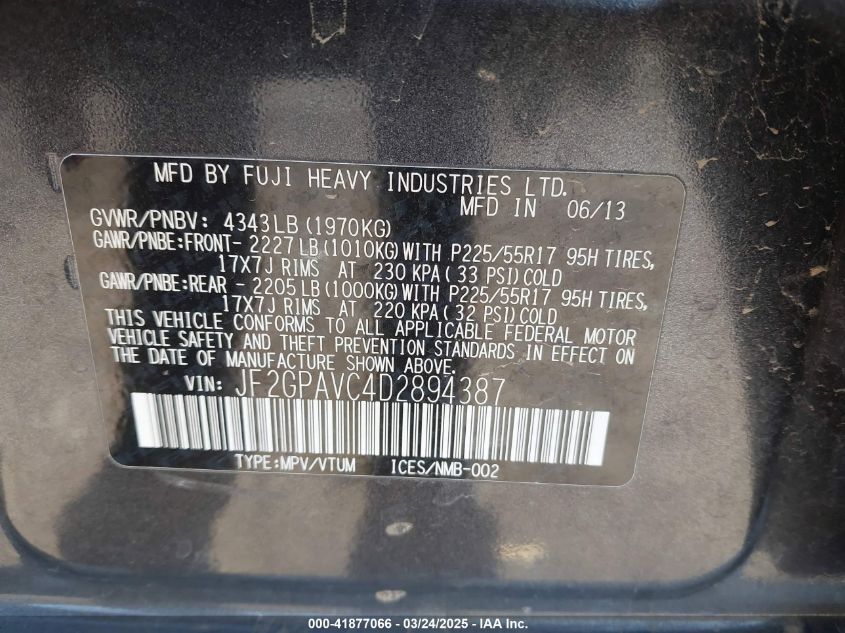 MFD BY FUJI HEAVY INDUSTRIES LTD.
MFD IN 06/13
GVWR/PNBV: 4343LB (1970KG)
GAWR/PNBE:FRONT- 2227LB(1010KG)WITH P225/55R17 95H TIRES,
17X7J RIMS AT 230 KPA( 33 PSI)COLD
GAWR/PNBE:REAR - 2205LB(1000KG)WITH P225/55R17 95H TIRES,
17X7J RIMS AT 220 KPA( 32 PSI)COLD
THIS VEHICLE CONFORMS TO ALL APPLICABLE FEDERAL MOTOR
VEHICLE SAFETY AND THEFT PREVENTION STANDARDS IN EFFECT ON
THE DATE OF MANUFACTURE SHOWN ABOVE.
VIN: JF2GPAVC4D2894387
TYPE:MPV/VTUM ICES/NMB-002
000-41877066 - 03/24/2025 - IAA Inc.